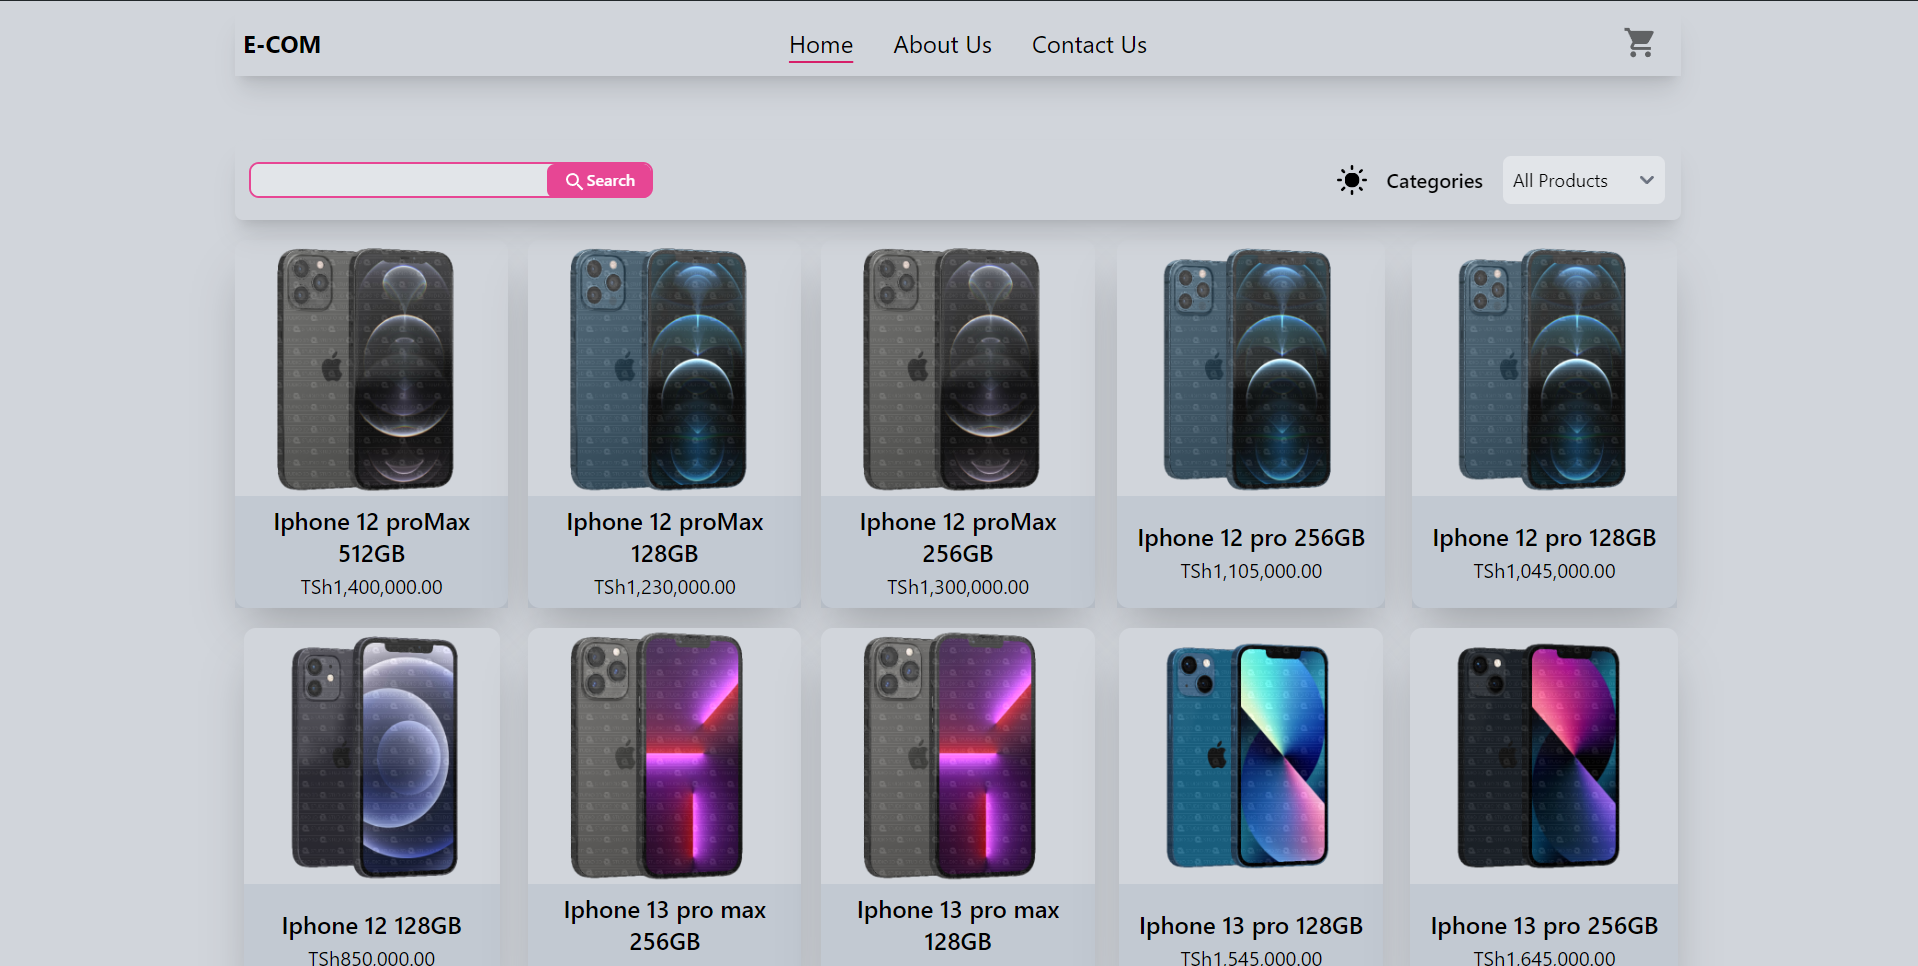 E-COM
Home
About Us
Contact Us
Search
Categories
All Products
Iphone 12 proMax
512GB
TSh1,400,000.00
Iphone 12 proMax
128GB
TSh1,230,000.00
Iphone 12 proMax
256GB
TSh1,300,000.00
Iphone 12 pro 256GB
TSh1,105,000.00
Iphone 12 pro 128GB
TSh1,045,000.00
Iphone 12 128GB
TSh850,000.00
Iphone 13 pro max
256GB
Iphone 13 pro max
128GB
Iphone 13 pro 128GB
TSh1,545,000.00
Iphone 13 pro 256GB
TSh1,645,000.00